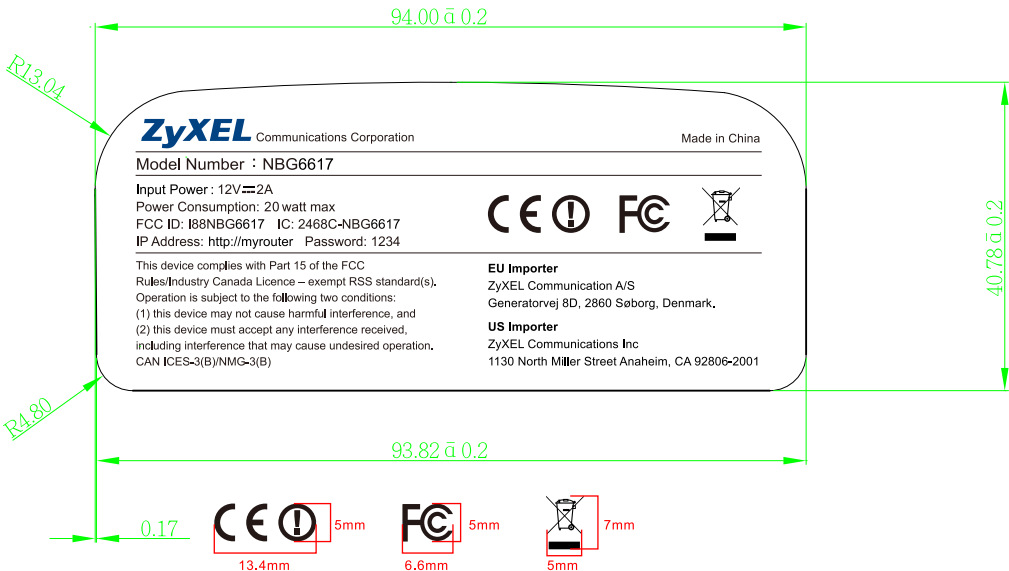 94.00 ā 0.2
R13.04
ZyXEL Communications Corporation
Made in China
Model Number : NBG6617
Input Power : 12V⎓2A
Power Consumption: 20 watt max
FCC ID: I88NBG6617 IC: 2468C-NBG6617
IP Address: http://myrouter Password: 1234
CE
FC
This device complies with Part 15 of the FCC
Rules/Industry Canada Licence – exempt RSS standard(s).
Operation is subject to the following two conditions:
(1) this device may not cause harmful interference, and
(2) this device must accept any interference received,
including interference that may cause undesired operation.
CAN ICES-3(B)/NMG-3(B)
EU Importer
ZyXEL Communication A/S
Generatorvej 8D, 2860 Søborg, Denmark.
US Importer
ZyXEL Communications Inc
1130 North Miller Street Anaheim, CA 92806-2001
40.78 ā 0.2
R4.80
93.82 ā 0.2
0.17
CE
5mm
13.4mm
FC
5mm
6.6mm
7mm
5mm